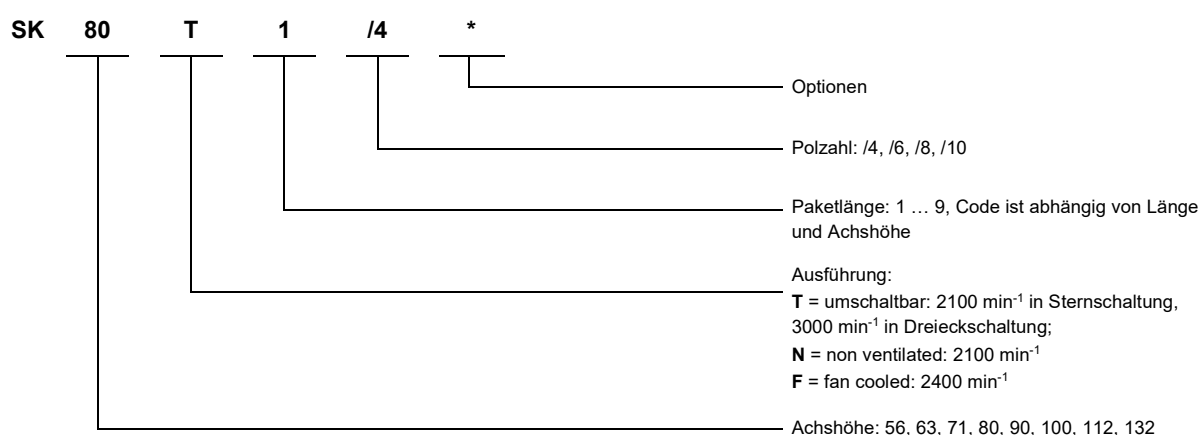 SK 80 T 1 /4 *
Optionen
Polzahl: /4, /6, /8, /10
Paketlänge: 1 … 9, Code ist abhängig von Länge
und Achshöhe
Ausführung:
T = umschaltbar: 2100 min-1 in Sternschaltung,
3000 min-1 in Dreieckschaltung;
N = non ventilated: 2100 min-1
F = fan cooled: 2400 min-1
Achshöhe: 56, 63, 71, 80, 90, 100, 112, 132